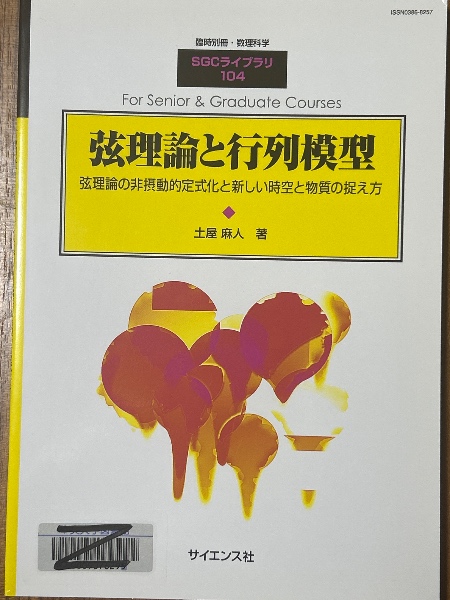 ISSN0386-8257
臨時別冊・数理科学
SGCライブラリ
104
For Senior & Graduate Courses
弦理論と行列模型
弦理論の非摂動的定式化と新しい時空と物質の捉え方
土屋 麻人 著
サイエンス社